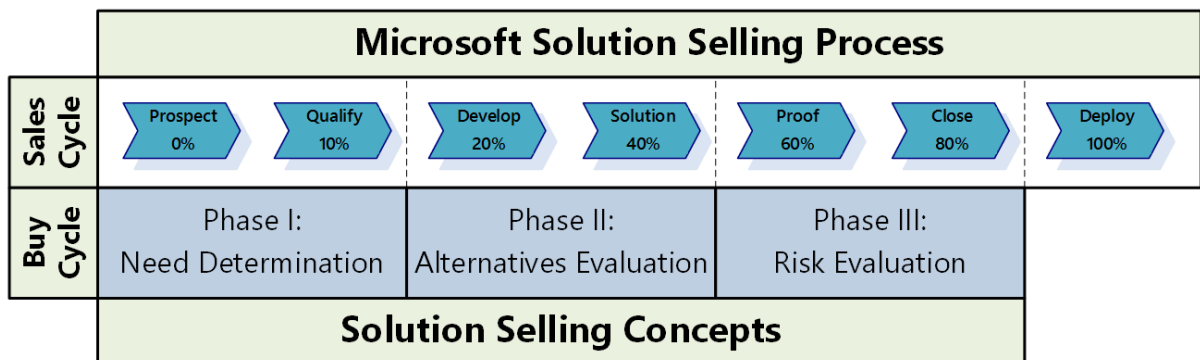 Microsoft Solution Selling Process
Sales
Cycle
Prospect
0%
Qualify
10%
Develop
20%
Solution
40%
Proof
60%
Close
80%
Deploy
100%
Buy
Cycle
Phase I:
Need Determination
Phase II:
Alternatives Evaluation
Phase III:
Risk Evaluation
Solution Selling Concepts